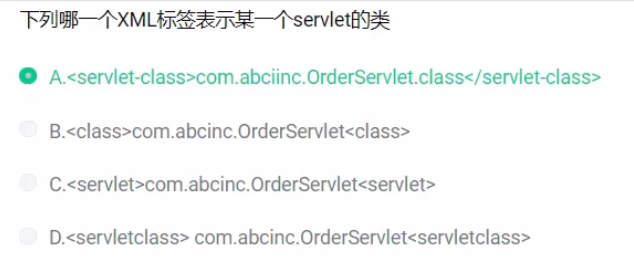 下列哪一个XML标签表示某一个servlet的类
A.<servlet-class>com.abciinc.OrderServlet.class</servlet-class>
B.<class>com.abcinc.OrderServlet<class>
C.<servlet>com.abcinc.OrderServlet<servlet>
D.<servletclass> com.abcinc.OrderServlet<servletclass>